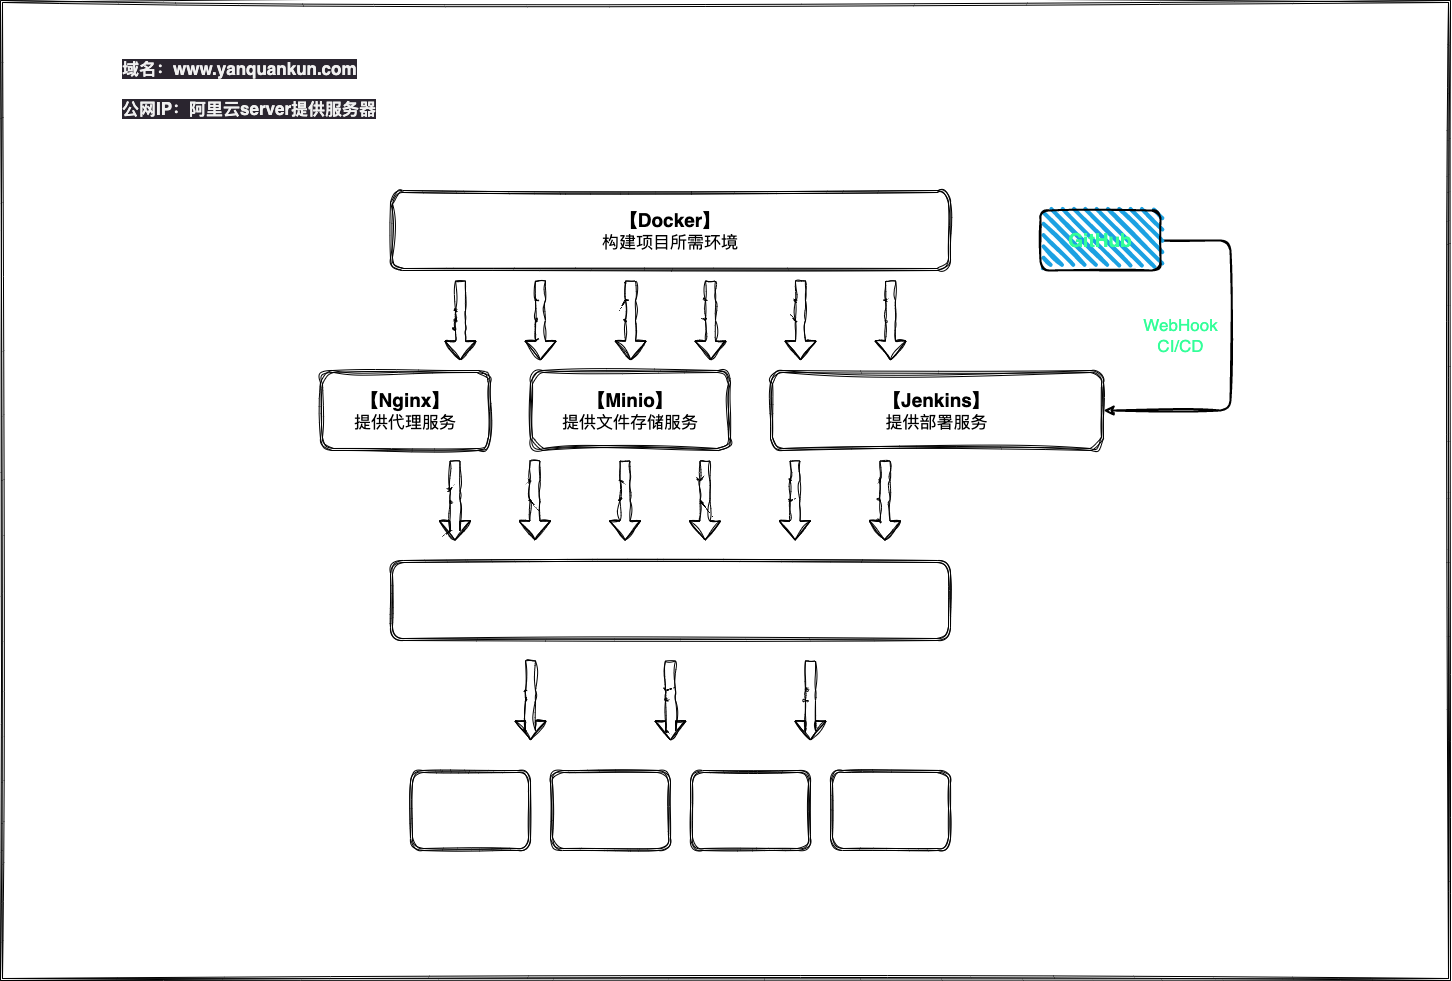 域名：www.yanquankun.com
公网IP：阿里云server提供服务器
【Docker】
构建项目所需环境
GitHub
WebHook
CI/CD
【Nginx】
提供代理服务
【Minio】
提供文件存储服务
【Jenkins】
提供部署服务